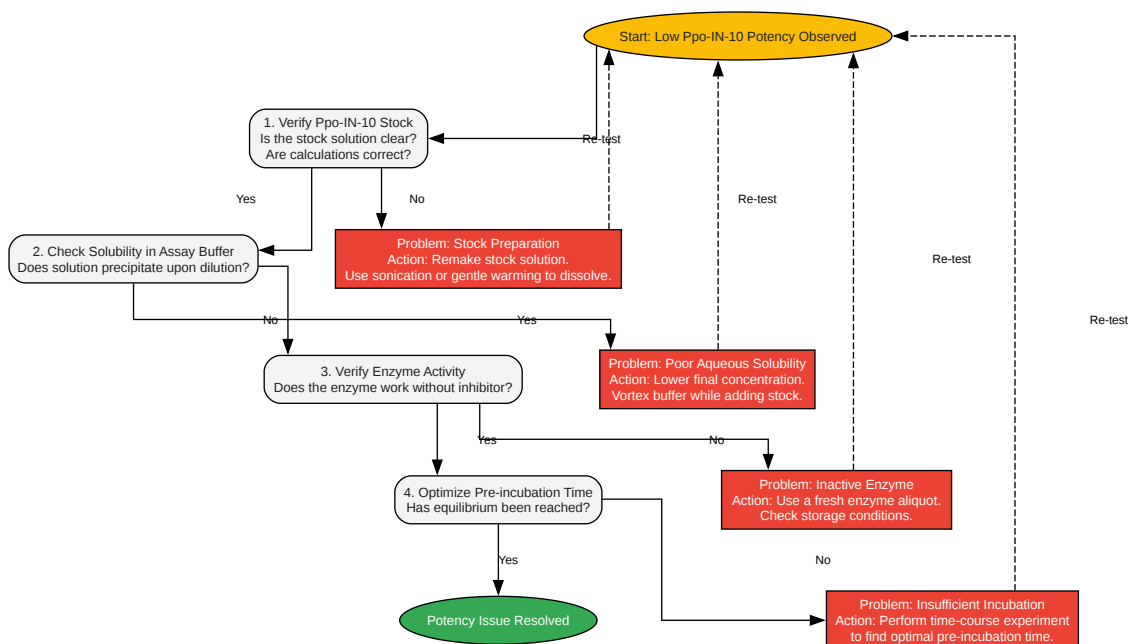 Start: Low Ppo-IN-10 Potency Observed
1. Verify Ppo-IN-10 Stock
Is the stock solution clear?
Are calculations correct?
Re-test
Yes
No
Re-test
2. Check Solubility in Assay Buffer
Does solution precipitate upon dilution?
Problem: Stock Preparation
Action: Remake stock solution.
Use sonication or gentle warming to dissolve.
Re-test
No
Yes
Re-test
3. Verify Enzyme Activity
Does the enzyme work without inhibitor?
Problem: Poor Aqueous Solubility
Action: Lower final concentration.
Vortex buffer while adding stock.
Yes
No
4. Optimize Pre-incubation Time
Has equilibrium been reached?
Problem: Inactive Enzyme
Action: Use a fresh enzyme aliquot.
Check storage conditions.
Yes
No
Potency Issue Resolved
Problem: Insufficient Incubation
Action: Perform time-course experiment
to find optimal pre-incubation time.